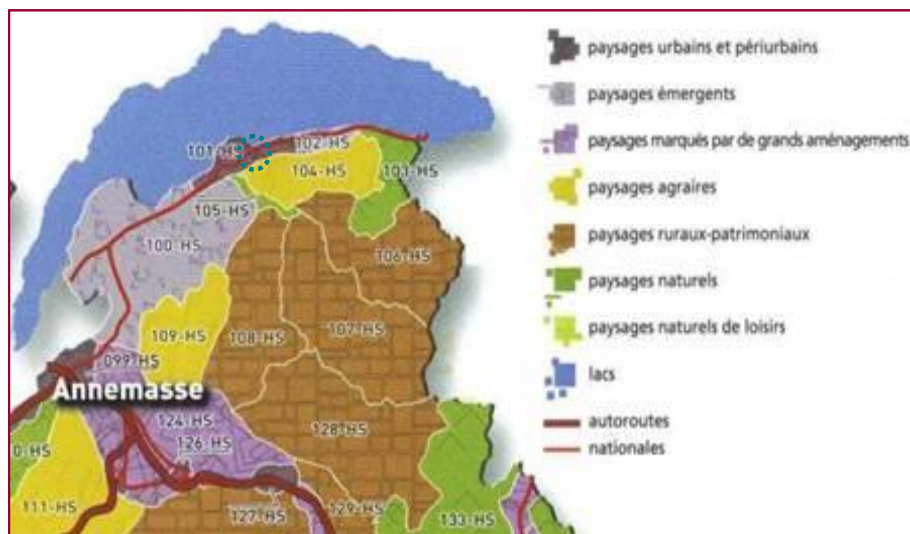 paysages urbains et périurbains
paysages émergents
paysages marqués par de grands aménagements
paysages agraires
paysages ruraux-patrimoniaux
paysages naturels
paysages naturels de loisirs
lacs
autoroutes
nationales
101-HS
102-HS
104-HS
103-HS
105-HS
100-HS
106-HS
109-HS
108-HS
107-HS
099-HS
Annemasse
124-HS
126-HS
128-HS
0-HS
111-HS
127-HS
129-HS
133-HS